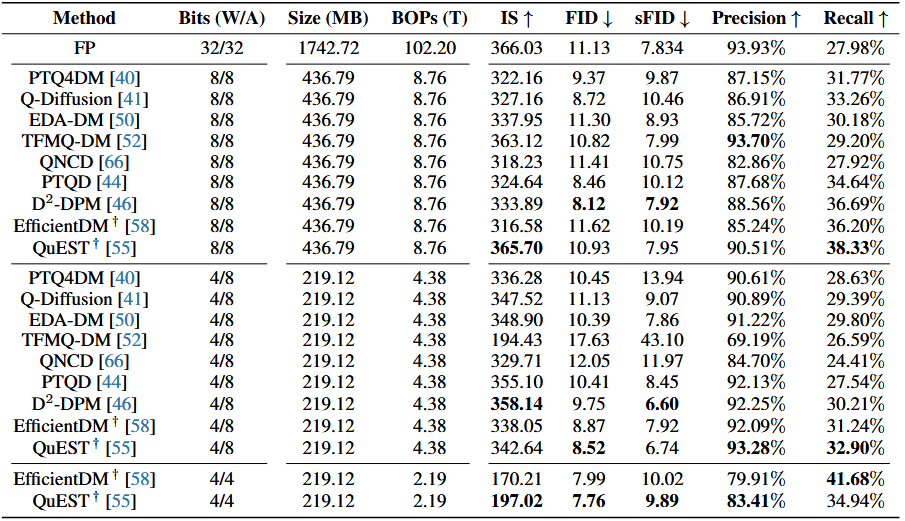 Method Bits (W/A) Size (MB) BOPs (T) IS ↑ FID ↓ sFID ↓ Precision ↑ Recall ↑
FP 32/32 1742.72 102.20 366.03 11.13 7.834 93.93% 27.98%
PTQ4DM [40] 8/8 436.79 8.76 322.16 9.37 9.87 87.15% 31.77%
Q-Diffusion [41] 8/8 436.79 8.76 327.16 8.72 10.46 86.91% 33.26%
EDA-DM [50] 8/8 436.79 8.76 337.95 11.30 8.93 85.72% 30.18%
TFMQ-DM [52] 8/8 436.79 8.76 363.12 10.82 7.99 93.70% 29.20%
QNCD [66] 8/8 436.79 8.76 318.23 11.41 10.75 82.86% 27.92%
PTQD [44] 8/8 436.79 8.76 324.64 8.46 10.12 87.68% 34.64%
D²-DPM [46] 8/8 436.79 8.76 333.89 8.12 7.92 88.56% 36.69%
EfficientDM† [58] 8/8 436.79 8.76 316.58 11.62 10.19 85.24% 36.20%
QuEST† [55] 8/8 436.79 8.76 365.70 10.93 7.95 90.51% 38.33%
PTQ4DM [40] 4/8 219.12 4.38 336.28 10.45 13.94 90.61% 28.63%
Q-Diffusion [41] 4/8 219.12 4.38 347.52 11.13 9.07 90.89% 29.39%
EDA-DM [50] 4/8 219.12 4.38 348.90 10.39 7.86 91.22% 29.80%
TFMQ-DM [52] 4/8 219.12 4.38 194.43 17.63 43.10 69.19% 26.59%
QNCD [66] 4/8 219.12 4.38 329.71 12.05 11.97 84.70% 24.41%
PTQD [44] 4/8 219.12 4.38 355.10 10.41 8.45 92.13% 27.54%
D²-DPM [46] 4/8 219.12 4.38 358.14 9.75 6.60 92.25% 30.21%
EfficientDM† [58] 4/8 219.12 4.38 338.05 8.87 7.92 92.09% 31.24%
QuEST† [55] 4/8 219.12 4.38 342.64 8.52 6.74 93.28% 32.90%
EfficientDM† [58] 4/4 219.12 2.19 170.21 7.99 10.02 79.91% 41.68%
QuEST† [55] 4/4 219.12 2.19 197.02 7.76 9.89 83.41% 34.94%